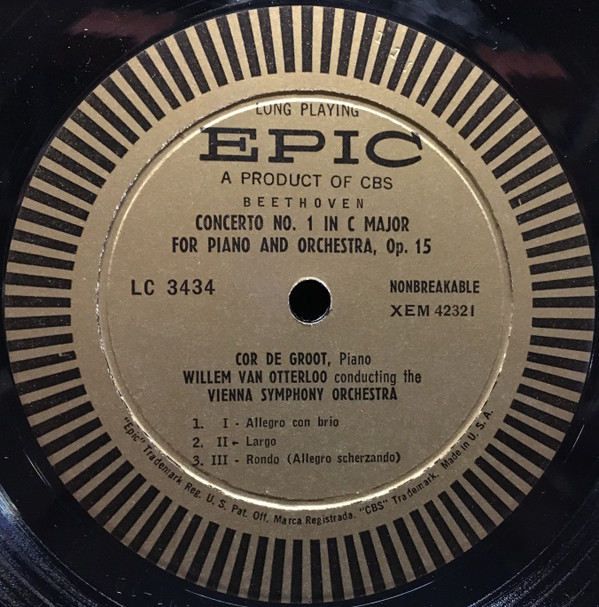 LONG PLAYING
EPIC
A PRODUCT OF CBS
BEETHOVEN
CONCERTO NO. 1 IN C MAJOR
FOR PIANO AND ORCHESTRA, Op. 15
LC 3434
NONBREAKABLE
XEM 42321
COR DE GROOT, Piano
WILLEM VAN OTTERLOO conducting the
VIENNA SYMPHONY ORCHESTRA
1. I - Allegro con brio
2. II - Largo
3. III - Rondo (Allegro scherzando)
"Epic" Trademark Reg. U. S. Pat. Off. Marca Registrada. "CBS" Trademark. Made in U. S. A.